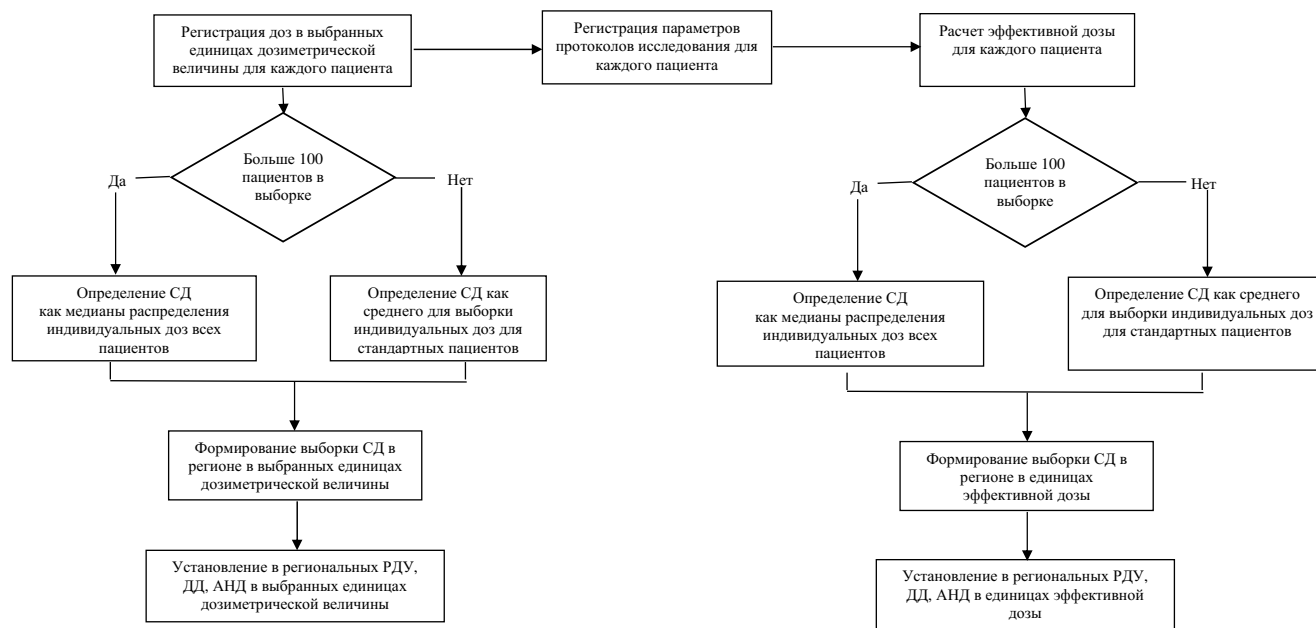 Регистрация доз в выбранных
единицах дозиметрической
величины для каждого пациента
Регистрация параметров
протоколов исследования для
каждого пациента
Расчет эффективной дозы
для каждого пациента
Больше 100
пациентов в
выборке
Да
Нет
Больше 100
пациентов в
выборке
Да
Нет
Определение СД
как медианы распределения
индивидуальных доз всех
пациентов
Определение СД как
среднего для выборки
индивидуальных доз для
стандартных пациентов
Определение СД
как медианы распределения
индивидуальных доз всех
пациентов
Определение СД как среднего
для выборки индивидуальных доз
для стандартных пациентов
Формирование выборки СД в
регионе в выбранных единицах
дозиметрической величины
Формирование выборки СД в
регионе в единицах
эффективной дозы
Установление в региональных РДУ,
ДД, АНД в выбранных единицах
дозиметрической величины
Установление в региональных РДУ,
ДД, АНД в единицах эффективной
дозы